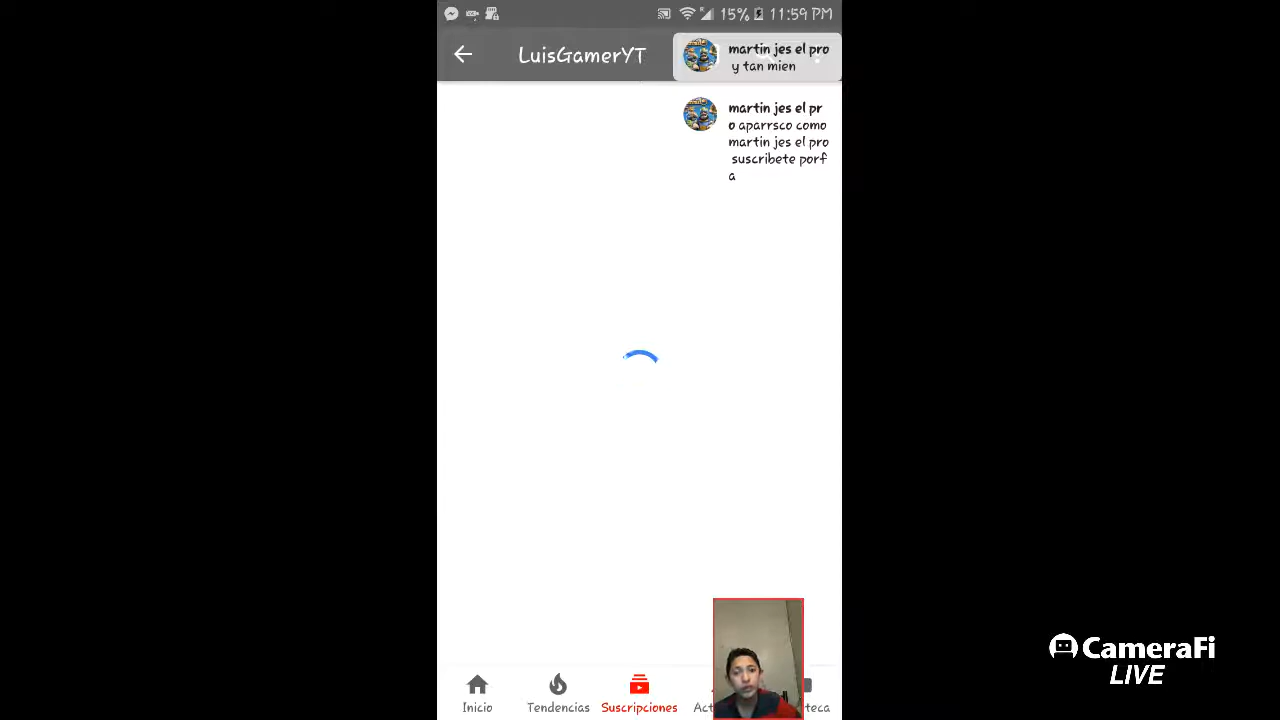 15% 11:59 PM
LuisGamerYT
martin jes el pro
y tan mien
martin jes el pr
o aparrsco como
martin jes el pro
suscribete porf
a
Inicio
Tendencias
Suscripciones
Act
teca
CameraFi
LIVE